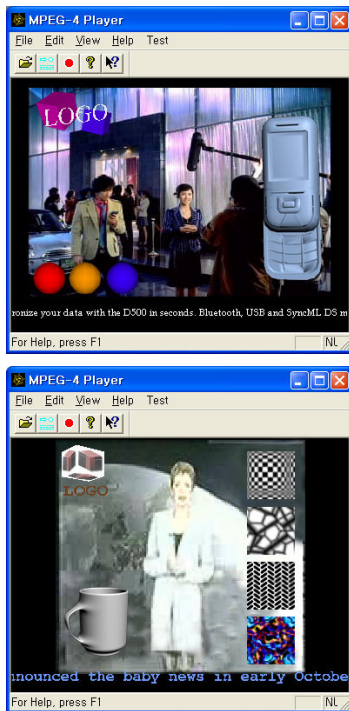 MPEG-4 Player
File Edit View Help Test
LOGO
ronize your data with the D500 in seconds. Bluetooth, USB and SyncML DS m
For Help, press F1
NL
MPEG-4 Player
File Edit View Help Test
LOGO
nnounced the baby news in early Octobe
For Help, press F1
NL